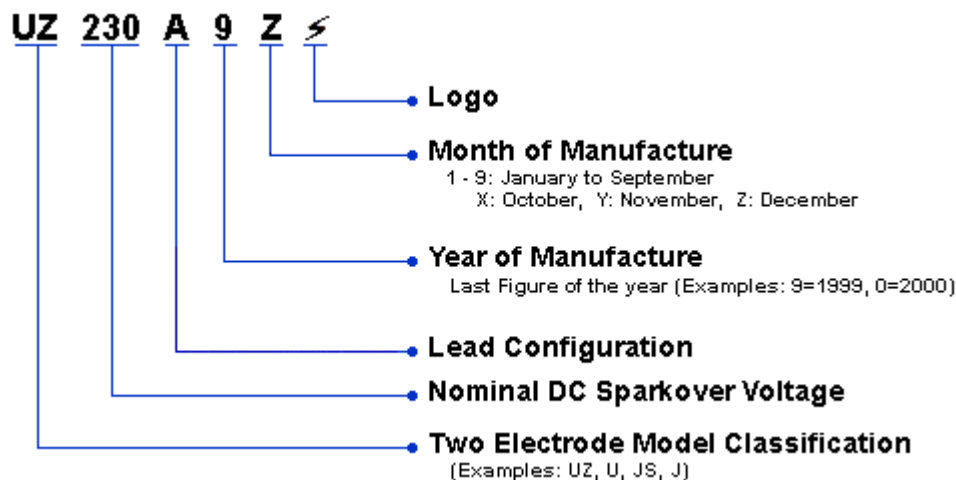 UZ 230 A 9 Z
Logo
Month of Manufacture
1 - 9: January to September
X: October, Y: November, Z: December
Year of Manufacture
Last Figure of the year (Examples: 9=1999, 0=2000)
Lead Configuration
Nominal DC Sparkover Voltage
Two Electrode Model Classification
(Examples: UZ, U, JS, J)